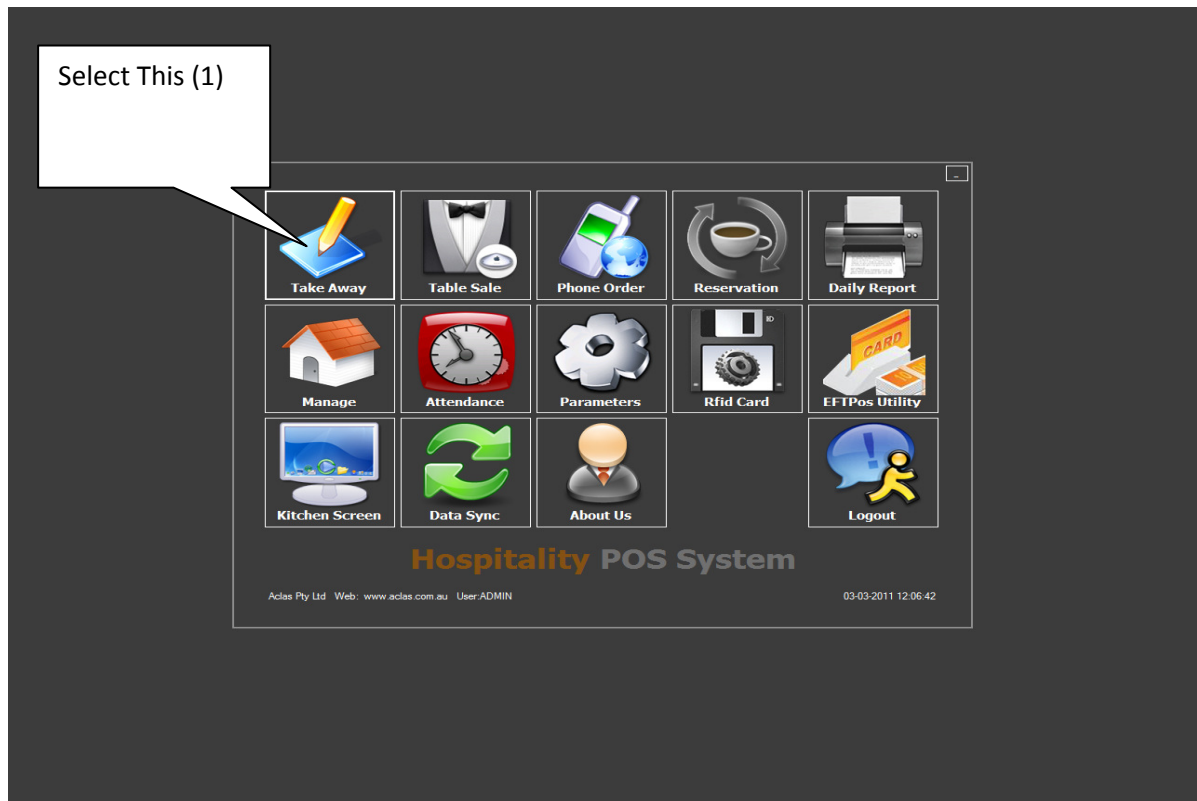 Select This (1)
Take Away
Table Sale
Phone Order
Reservation
Daily Report
Manage
Attendance
Parameters
CARD
HD
Rfid Card
EFTPos Utility
Kitchen Screen
Data Sync
About Us
Logout
Hospitality POS System
Aclas Pty Ltd Web: www.aclas.com.au User:ADMIN
03-03-2011 12:06:42